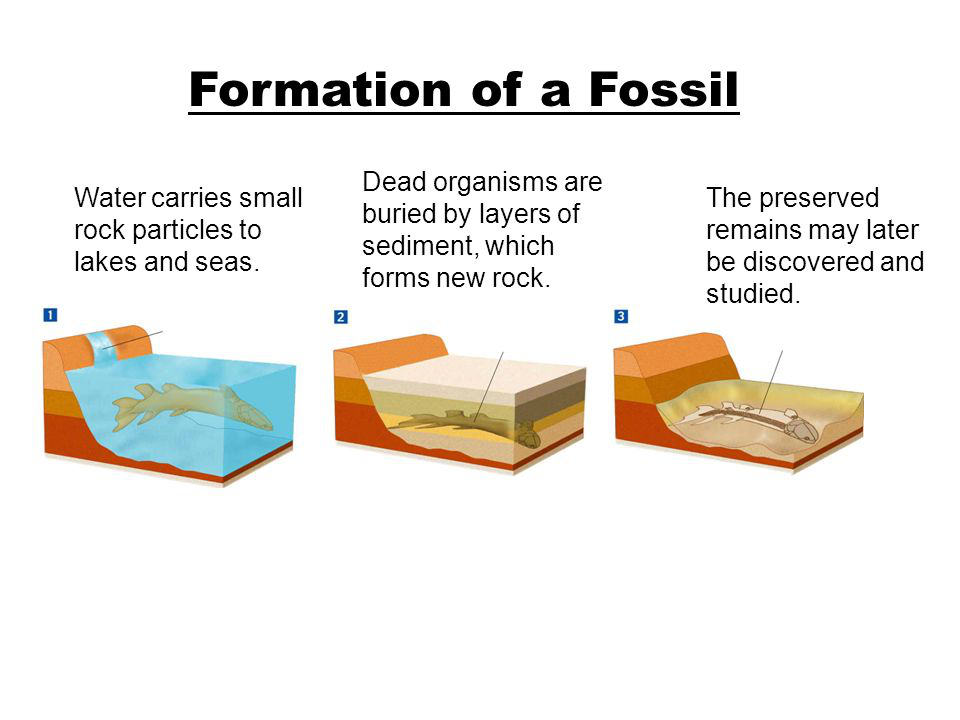 Formation of a Fossil
Water carries small
rock particles to
lakes and seas.
Dead organisms are
buried by layers of
sediment, which
forms new rock.
The preserved
remains may later
be discovered and
studied.
1
2
3